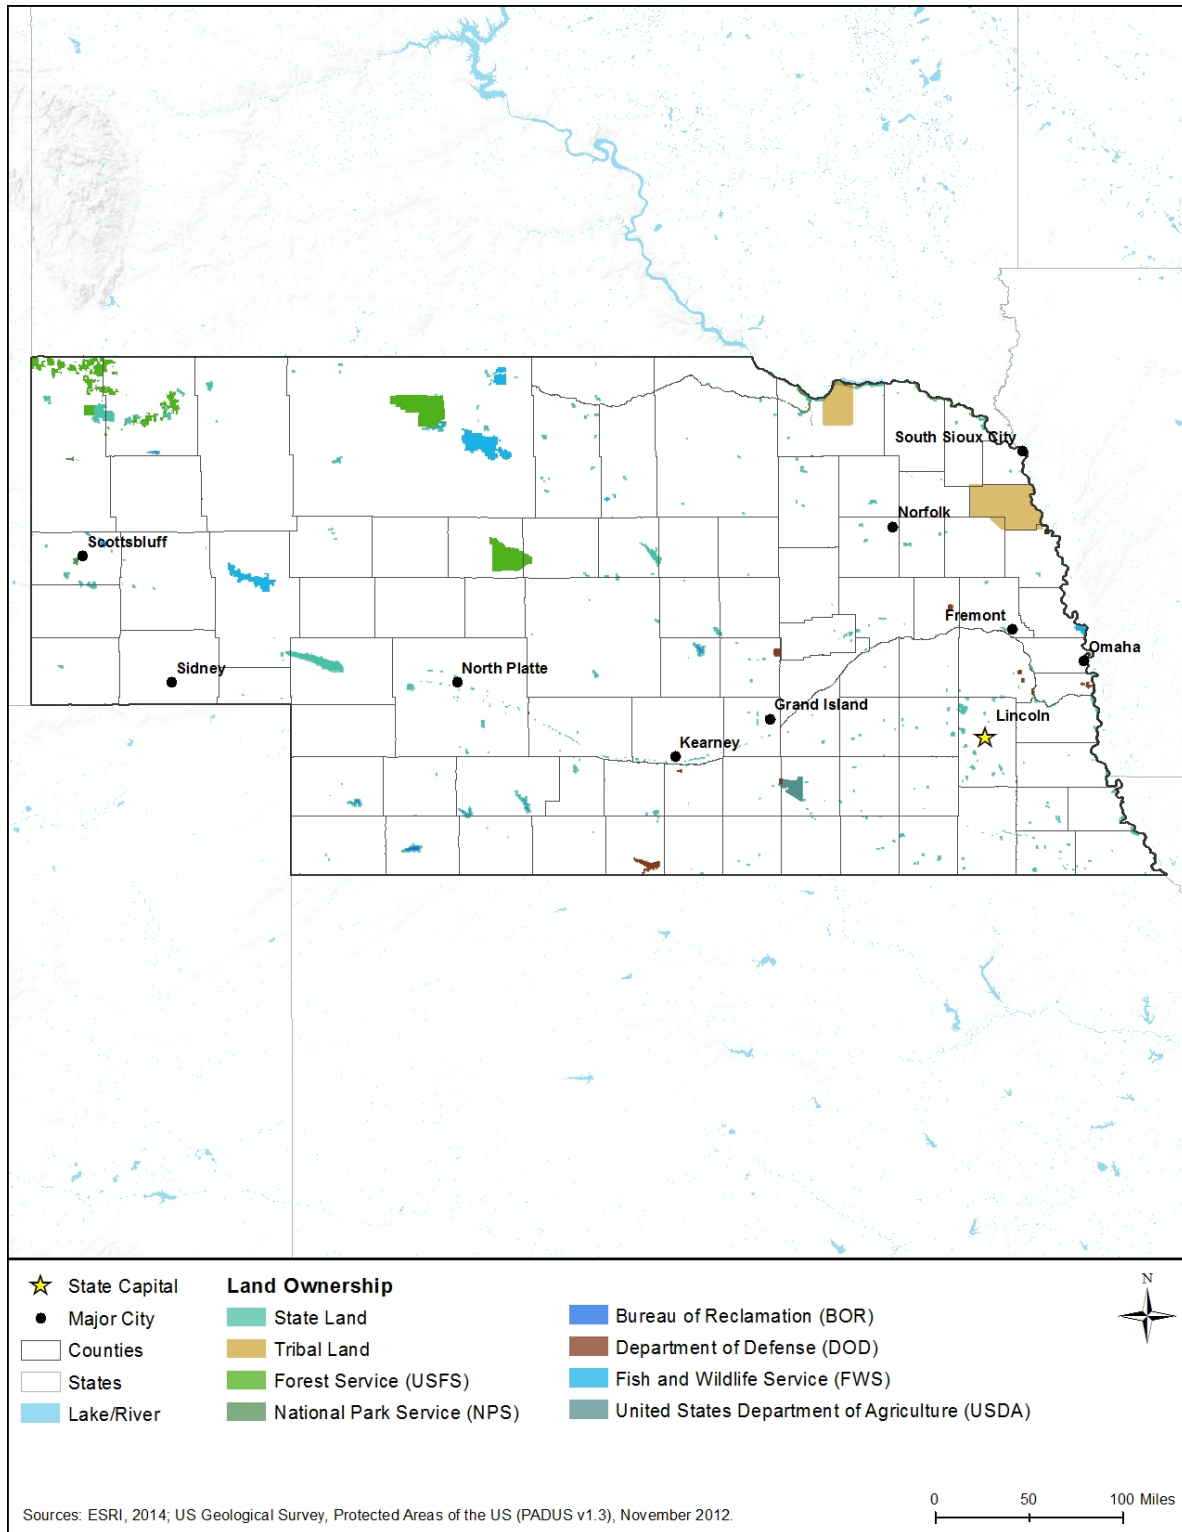 South Sioux City
Norfolk
Scottsbluff
Fremont
Omaha
Sidney
North Platte
Grand Island
Lincoln
Kearney
State Capital
Major City
Counties
States
Lake/River
Land Ownership
State Land
Tribal Land
Forest Service (USFS)
National Park Service (NPS)
Bureau of Reclamation (BOR)
Department of Defense (DOD)
Fish and Wildlife Service (FWS)
United States Department of Agriculture (USDA)
N
0 50 100 Miles
Sources: ESRI, 2014; US Geological Survey, Protected Areas of the US (PADUS v1.3), November 2012.